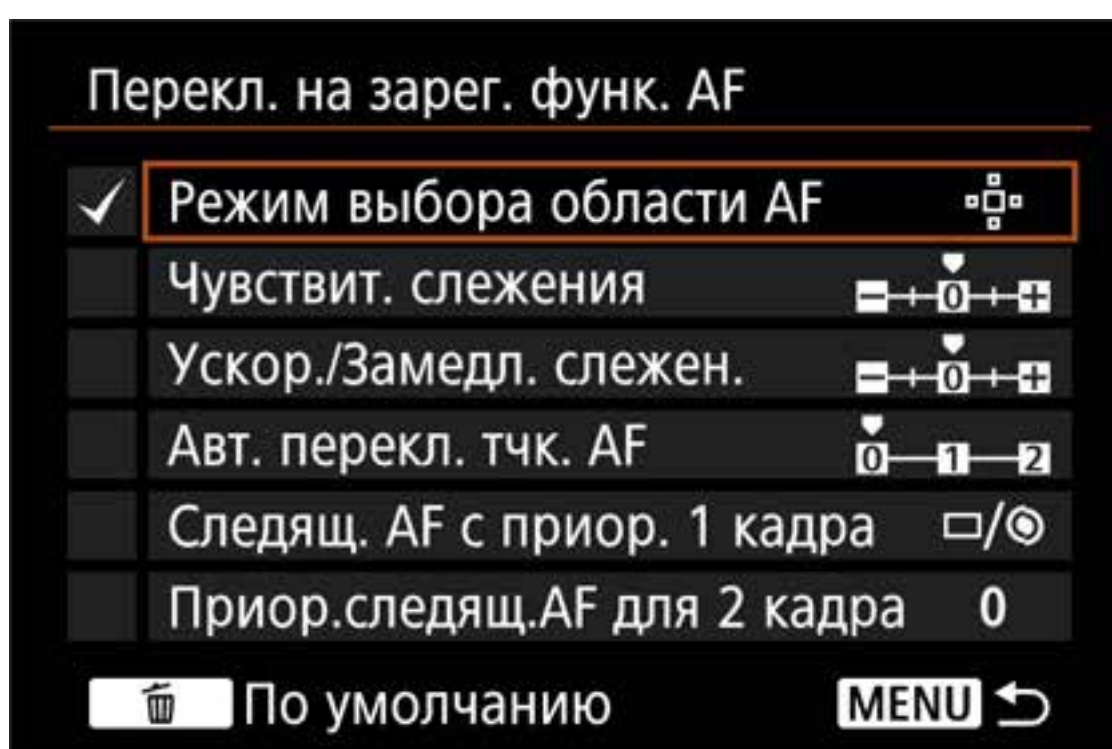 Перекл. на зарег. функ. AF
Режим выбора области AF
Чувствит. слежения 0
Ускор./Замедл. слежен. 0
Авт. перекл. тчк. AF 0 1 2
Следящ. AF с приор. 1 кадра
Приор.следящ.AF для 2 кадра 0
По умолчанию MENU